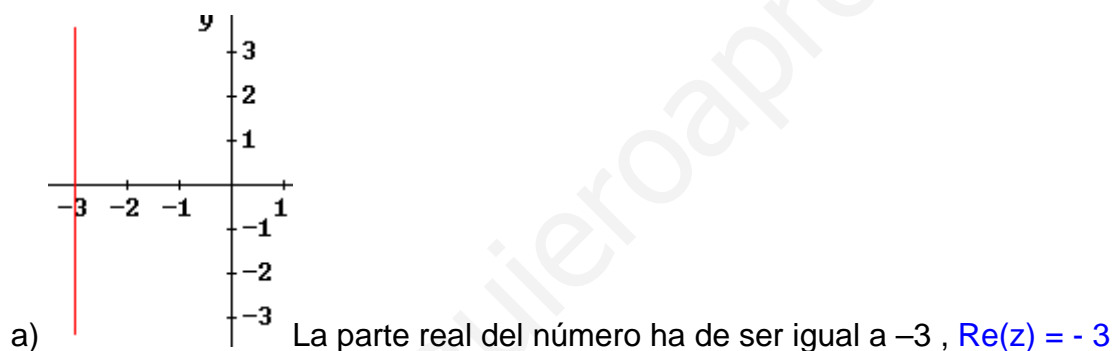 y
3
2
1
-3 -2 -1 1
-1
-2
-3
a) La parte real del número ha de ser igual a –3 , Re(z) = - 3